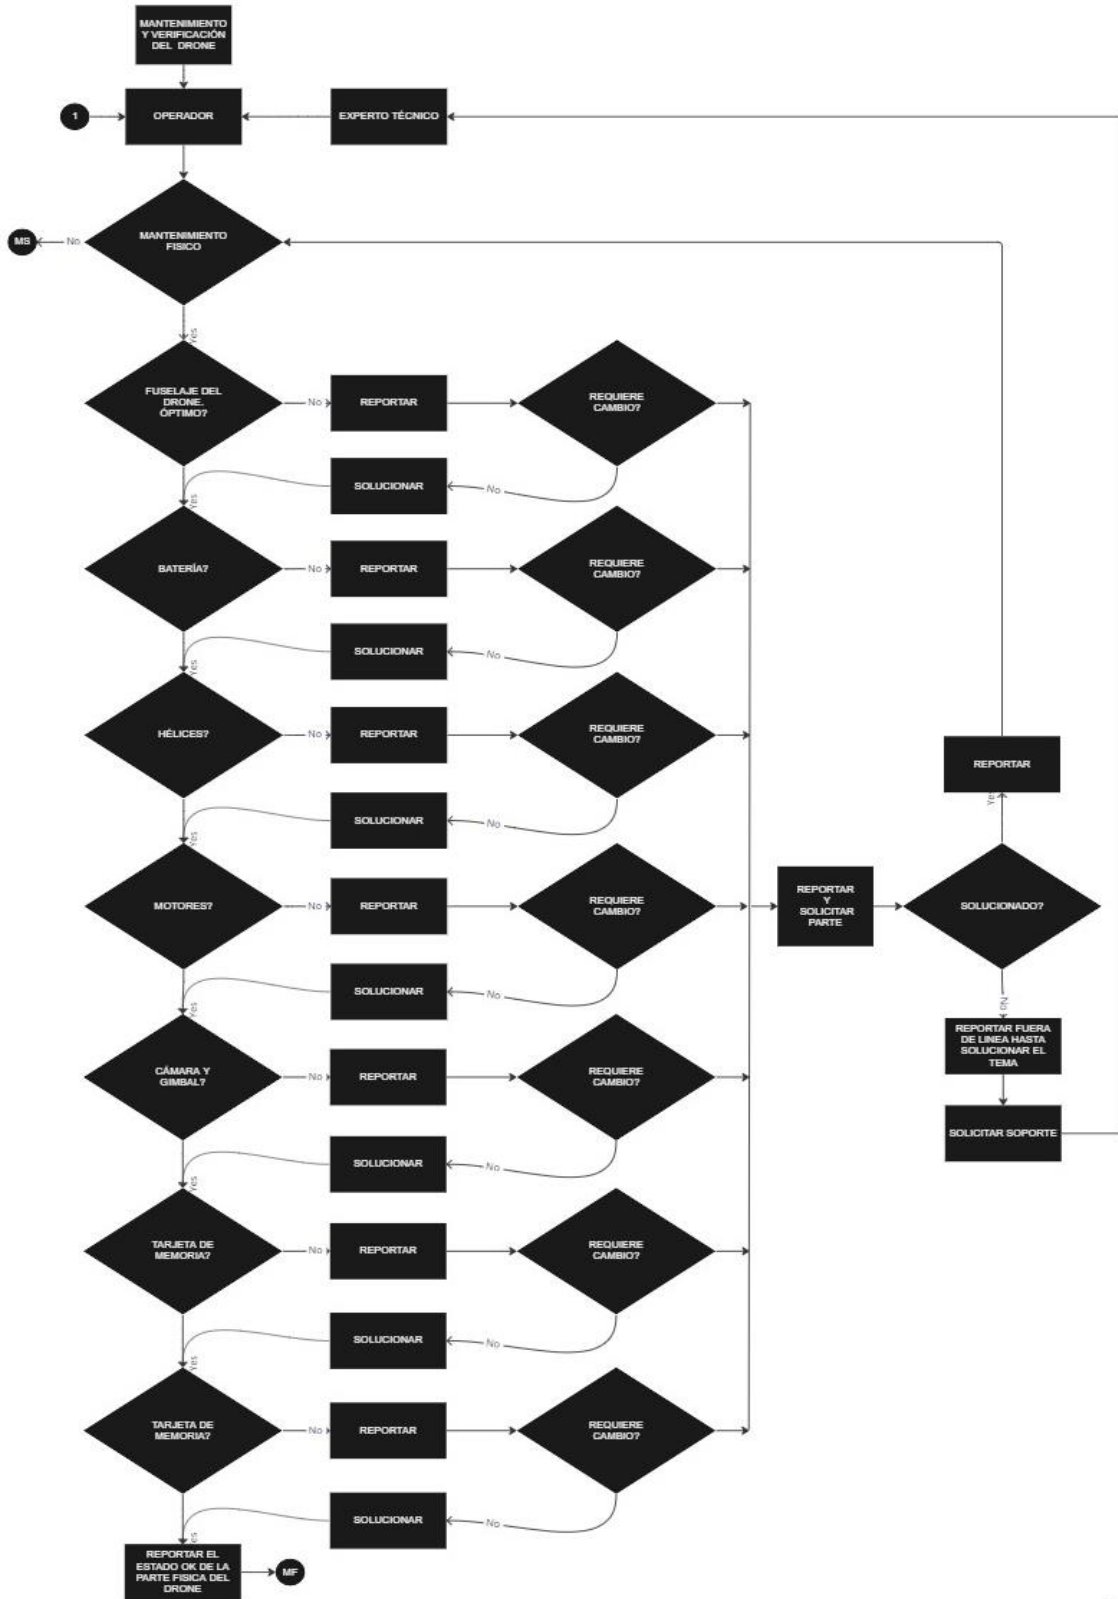 MANTENIMIENTO
Y VERIFICACIÓN
DEL DRONE
1
OPERADOR
EXPERTO TÉCNICO
MS
No
MANTENIMIENTO
FISICO
Yes
FUSELAJE DEL
DRONE.
ÓPTIMO?
No
REPORTAR
REQUIERE
CAMBIO?
SOLUCIONAR
No
Yes
BATERÍA?
No
REPORTAR
REQUIERE
CAMBIO?
SOLUCIONAR
No
Yes
HÉLICES?
No
REPORTAR
REQUIERE
CAMBIO?
REPORTAR
Yes
SOLUCIONAR
No
Yes
MOTORES?
No
REPORTAR
REQUIERE
CAMBIO?
REPORTAR
Y
SOLICITAR
PARTE
SOLUCIONADO?
SOLUCIONAR
No
Yes
No
REPORTAR FUERA
DE LINEA HASTA
SOLUCIONAR EL
TEMA
CÁMARA Y
GIMBAL?
No
REPORTAR
REQUIERE
CAMBIO?
SOLICITAR SOPORTE
SOLUCIONAR
No
Yes
TARJETA DE
MEMORIA?
No
REPORTAR
REQUIERE
CAMBIO?
SOLUCIONAR
No
Yes
TARJETA DE
MEMORIA?
No
REPORTAR
REQUIERE
CAMBIO?
SOLUCIONAR
No
Yes
REPORTAR EL
ESTADO OK DE LA
PARTE FISICA DEL
DRONE
MF